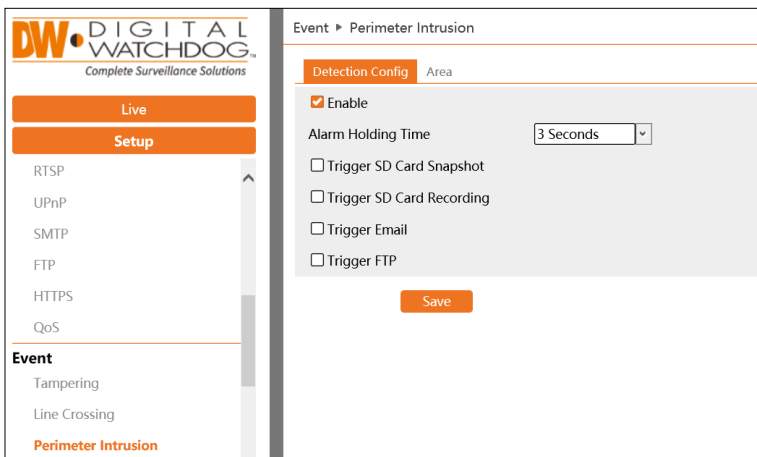 DW DIGITAL
WATCHDOG™
Complete Surveillance Solutions
Live
Setup
RTSP
UPnP
SMTP
FTP
HTTPS
QoS
Event
Tampering
Line Crossing
Perimeter Intrusion
Event ▶ Perimeter Intrusion
Detection Config Area
Enable
Alarm Holding Time 3 Seconds
Trigger SD Card Snapshot
Trigger SD Card Recording
Trigger Email
Trigger FTP
Save